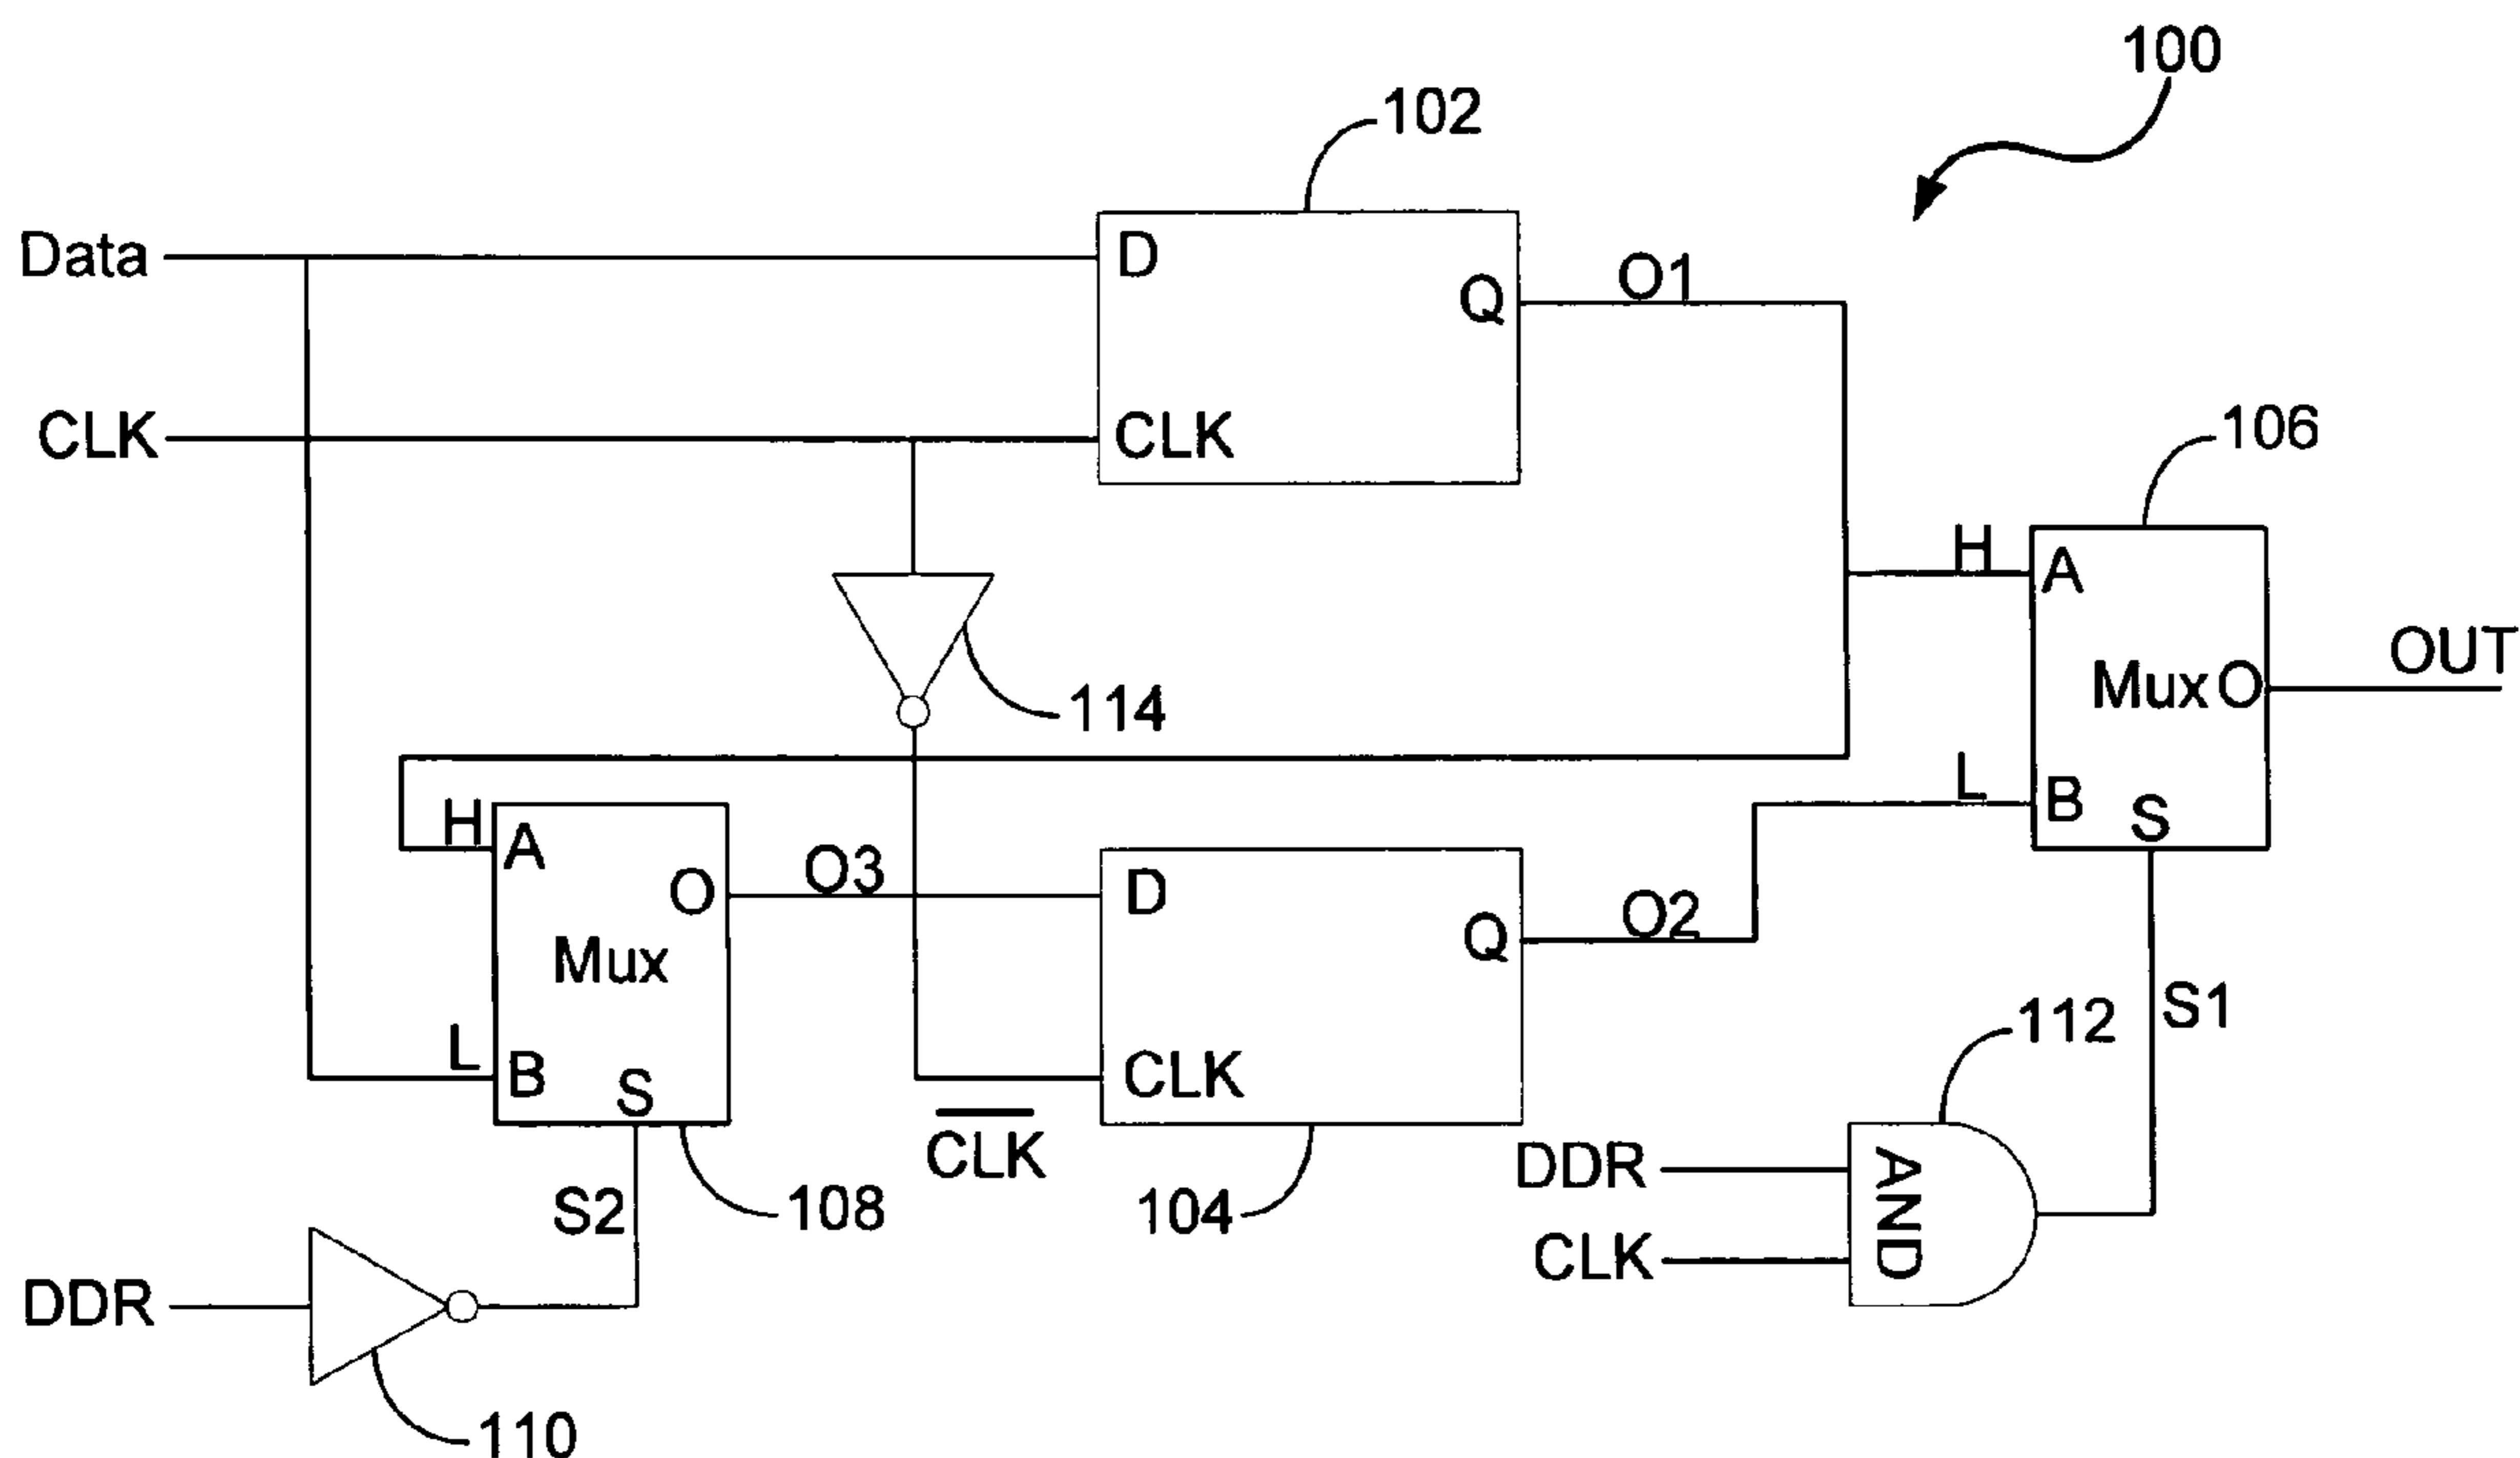 100
102
Data
D
Q
O1
CLK
CLK
106
H
A
114
OUT
Mux O
L
B
S
H
A
O
O3
D
Q
O2
Mux
S1
112
L
B
S
CLK
CLK
DDR
AND
S2
108
104
CLK
DDR
110